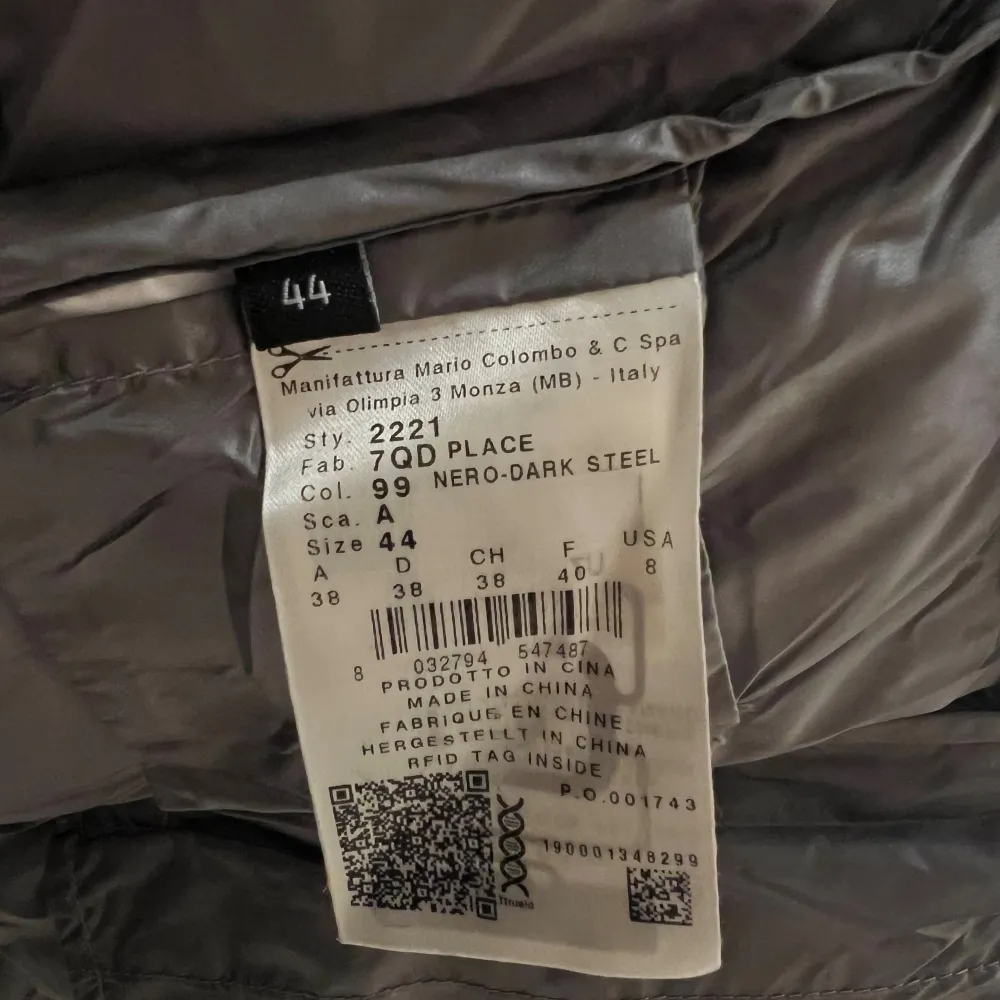 44
Manifattura Mario Colombo & C Spa
via Olimpia 3 Monza (MB) - Italy
Sty. 2221
Fab. 7QD PLACE
Col. 99 NERO-DARK STEEL
Sca. A
Size 44
A D CH F USA
38 38 38 40 8
8 032794 547487
PRODOTTO IN CINA
MADE IN CHINA
FABRIQUE EN CHINE
HERGESTELLT IN CHINA
RFID TAG INSIDE
P.O.001743
190001348299